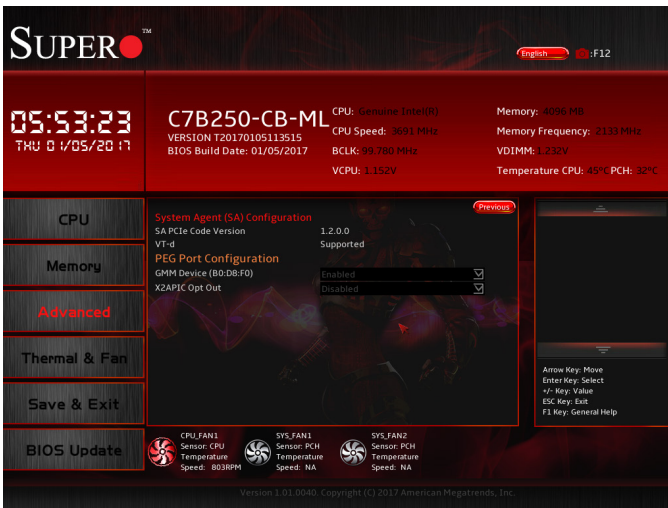 SUPER TM
English :F12
05:53:23
THU 01/05/2017
C7B250-CB-ML
VERSION T20170105113515
BIOS Build Date: 01/05/2017
CPU: Genuine Intel(R)
CPU Speed: 3691 MHz
BCLK: 99.780 MHz
VCPU: 1.152V
Memory: 4096 MB
Memory Frequency: 2133 MHz
VDIMM: 1.232V
Temperature CPU: 45°C PCH: 32°C
CPU
Memory
Advanced
Thermal & Fan
Save & Exit
BIOS Update
Previous
System Agent (SA) Configuration
SA PCIe Code Version 1.2.0.0
VT-d Supported
PEG Port Configuration
GMM Device (B0:D8:F0) Enabled
X2APIC Opt Out Disabled
Arrow Key: Move
Enter Key: Select
+/- Key: Value
ESC Key: Exit
F1 Key: General Help
CPU_FAN1
Sensor: CPU
Temperature
Speed: 803RPM
SYS_FAN1
Sensor: PCH
Temperature
Speed: NA
SYS_FAN2
Sensor: PCH
Temperature
Speed: NA
Version 1.01.0040. Copyright (C) 2017 American Megatrends, Inc.